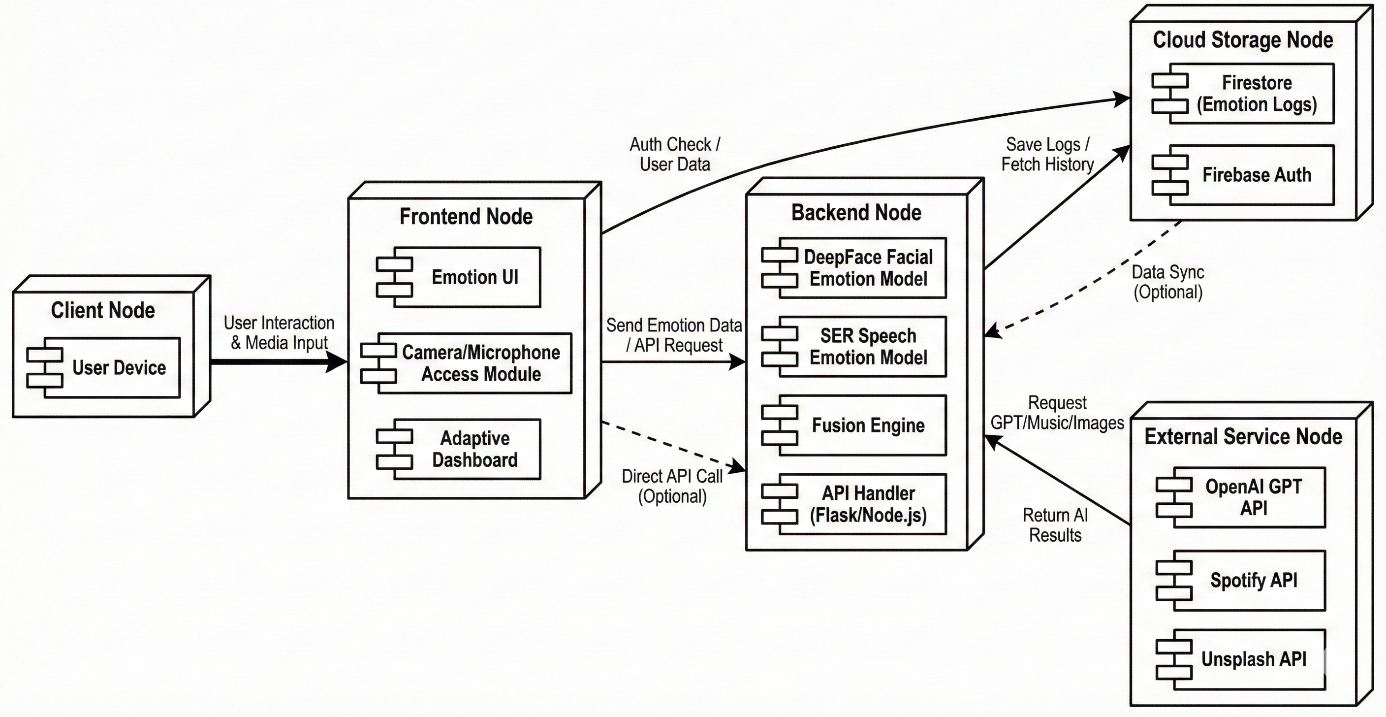 Client Node
User Device
User Interaction
& Media Input
Frontend Node
Emotion UI
Camera/Microphone
Access Module
Adaptive
Dashboard
Auth Check /
User Data
Send Emotion Data
/ API Request
Direct API Call
(Optional)
Backend Node
DeepFace Facial
Emotion Model
SER Speech
Emotion Model
Fusion Engine
API Handler
(Flask/Node.js)
Save Logs /
Fetch History
Data Sync
(Optional)
Request
GPT/Music/Images
Return AI
Results
Cloud Storage Node
Firestore
(Emotion Logs)
Firebase Auth
External Service Node
OpenAI GPT
API
Spotify API
Unsplash API